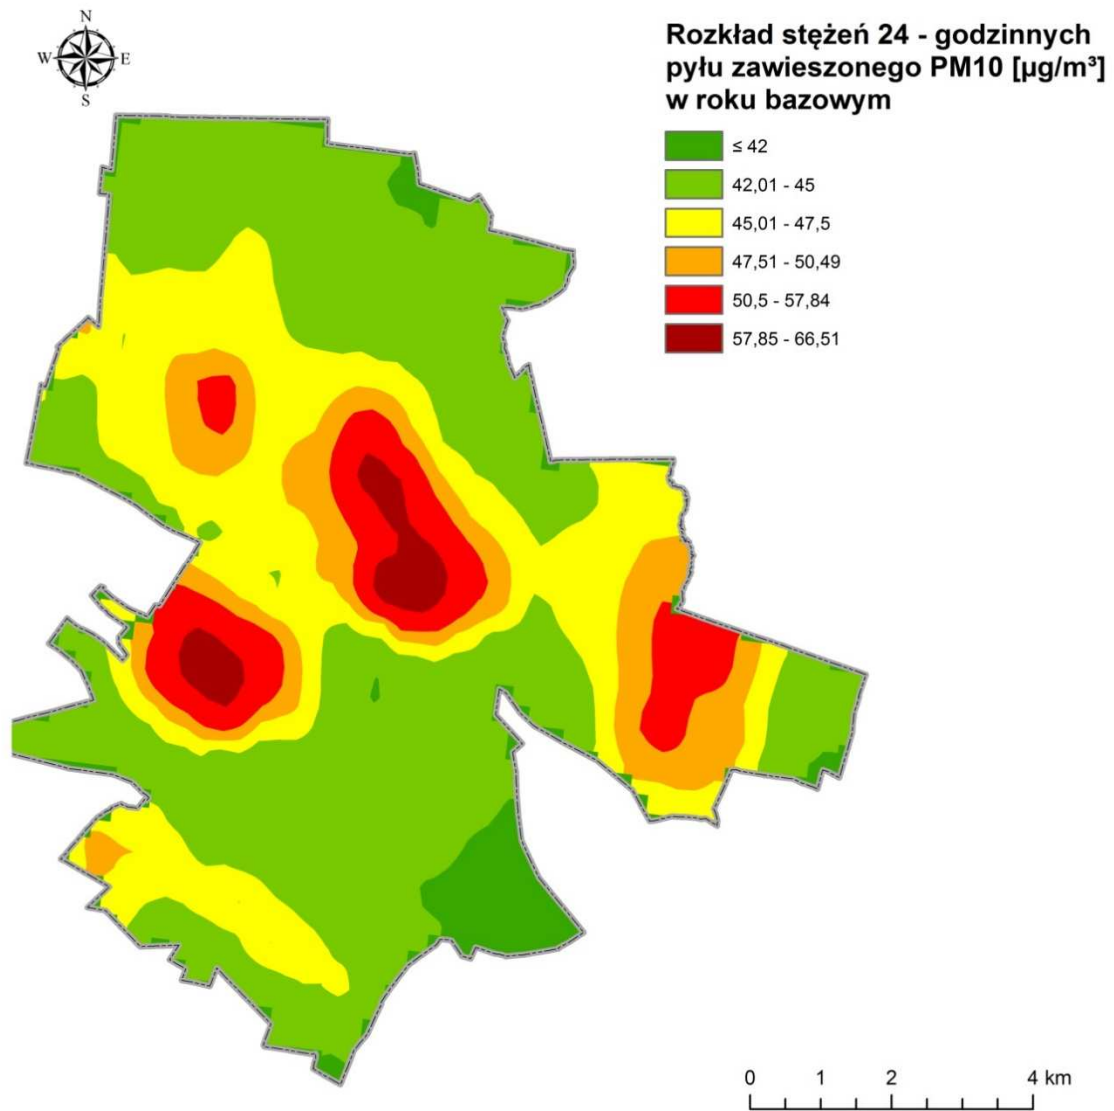 N
W E
S
Rozkład stężeń 24 - godzinnych
pyłu zawieszonego PM10 [µg/m³]
w roku bazowym
≤ 42
42,01 - 45
45,01 - 47,5
47,51 - 50,49
50,5 - 57,84
57,85 - 66,51
0 1 2 4 km